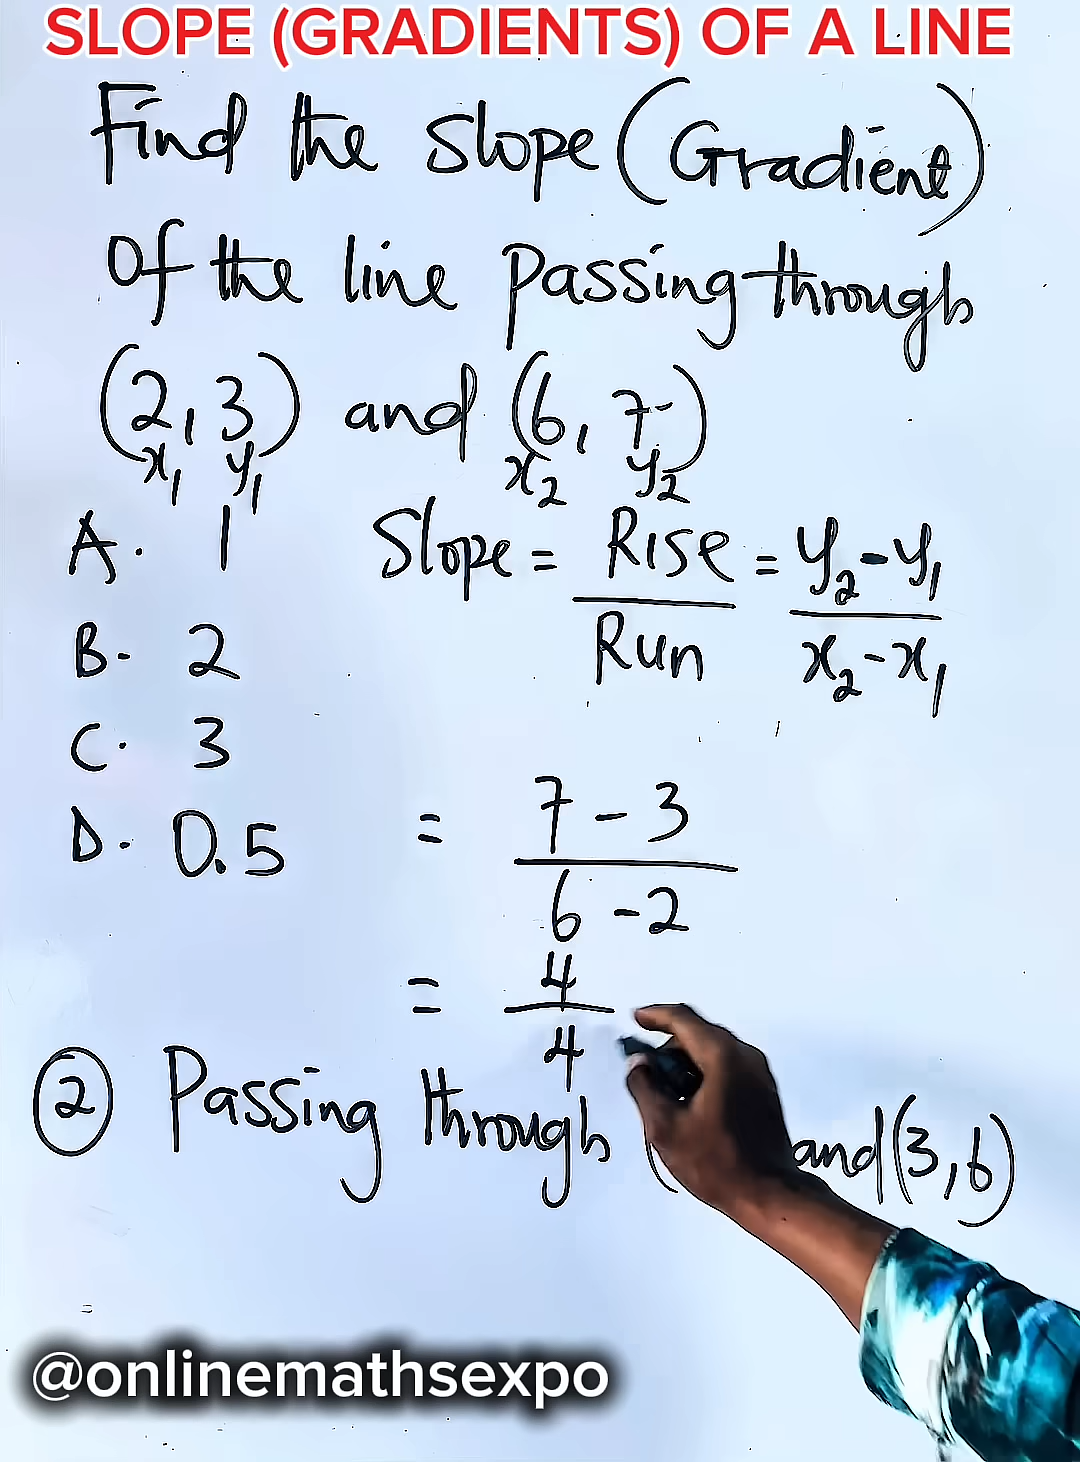 SLOPE (GRADIENTS) OF A LINE
Find the slope (Gradient)
Of the line Passing through
(2, 3) and (6, 7)
x₁ y₁ x₂ y₂
A. 1
Slope = Rise / Run = y₂-y₁ / x₂-x₁
B. 2
C. 3
D. 0.5
= 7 - 3 / 6 - 2
= 4 / 4
② Passing through ( and (3, 6)
@onlinemathsexpo